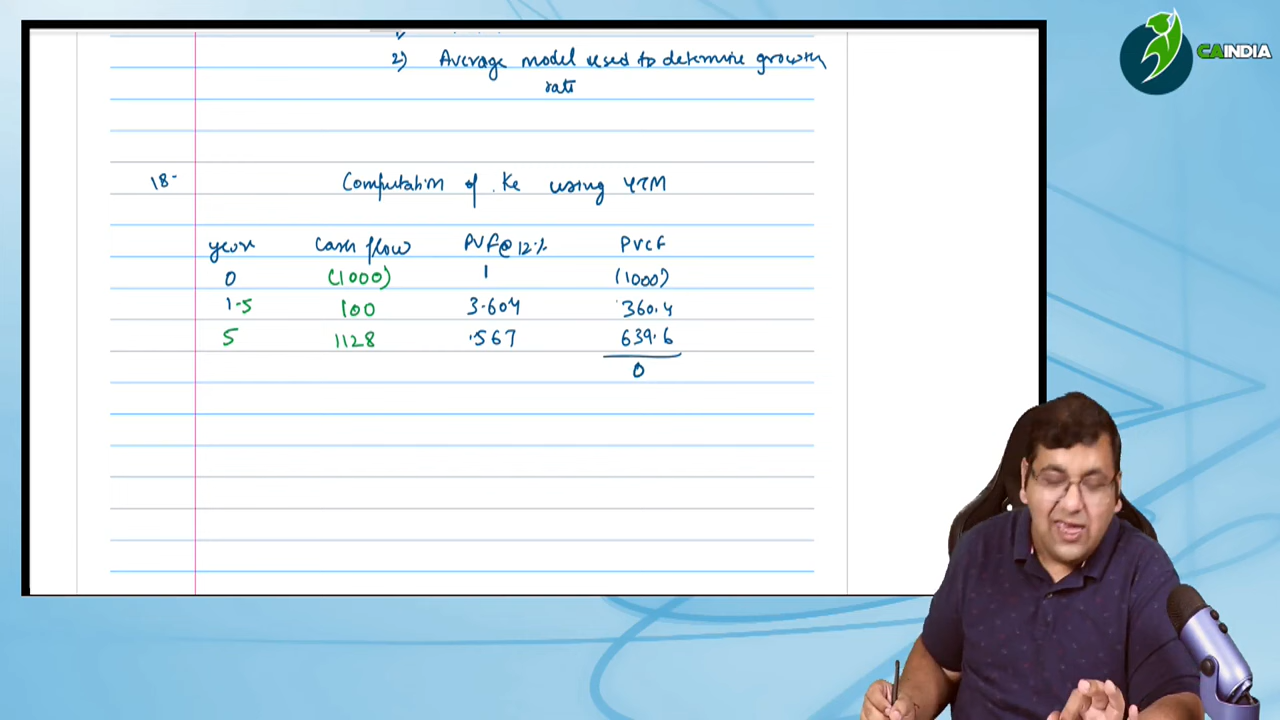 CAINDIA
2) Average model used to determine growth
rate
18- Computation of Ke using YTM
year Cash flow PVF@12% PVCF
0 (1000) 1 (1000)
1-5 100 3.604 360.4
5 1128 .567 639.6
0